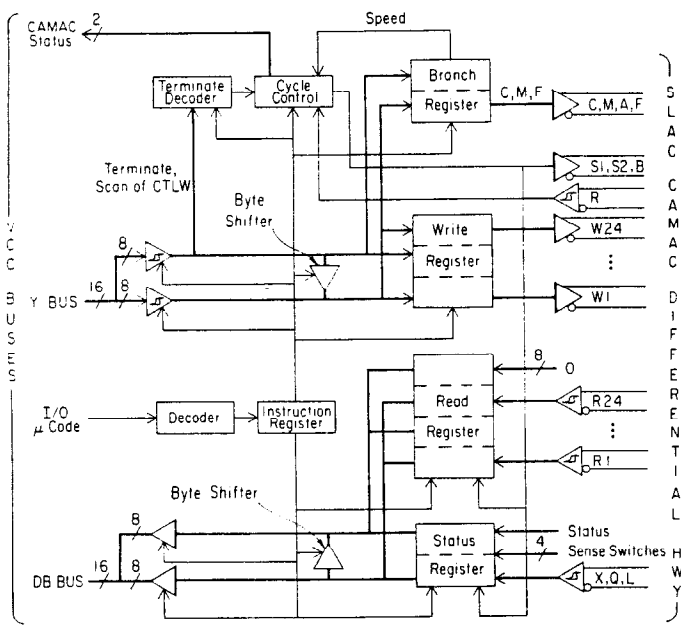 CAMAC
Status
2
Speed
Terminate
Decoder
Cycle
Control
Branch
Register
C,M,F
C,M,A,F
S1,S2,B
R
Terminate,
Scan of CTLW
Byte
Shifter
Write
Register
W24
W1
8
16
8
Y BUS
VCC BUSES
SLAC CAMAC DIFFERENTIAL HWY
I/O
μ Code
Decoder
Instruction
Register
Read
Register
8
O
R24
R1
Byte Shifter
8
16
8
DB BUS
Status
Register
Status
4
Sense Switches
X,Q,L